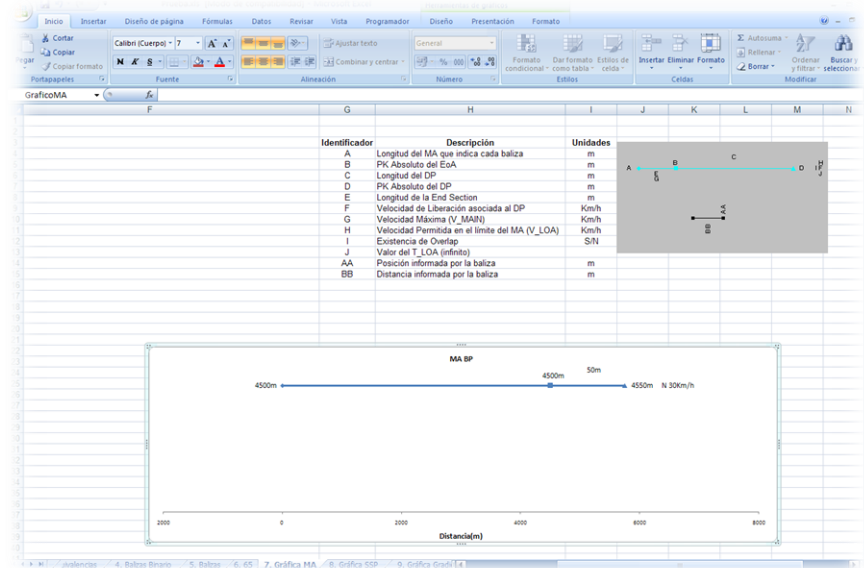 Inicio Insertar Diseño de página Fórmulas Datos Revisar Vista Programador Diseño Presentación Formato
Cortar
Copiar
Copiar formato
Portapapeles
Calibri (Cuerpo) 7 A A
N K S A
Fuente
Ajustar texto
Combinar y centrar
Alineación
General
% 000
Número
Formato condicional
Dar formato como tabla
Estilos de celda
Estilos
Insertar Eliminar Formato
Celdas
Σ Autosuma
Rellenar
Borrar
Ordenar y filtrar
Buscar y seleccionar
Modificar
GraficoMA fx
F G H I J K L M N
Identificador Descripción Unidades
A Longitud del MA que indica cada baliza m
B PK Absoluto del EoA m
C Longitud del DP m
D PK Absoluto del DP m
E Longitud de la End Section m
F Velocidad de Liberación asociada al DP Km/h
G Velocidad Máxima (V_MAIN) Km/h
H Velocidad Permitida en el límite del MA (V_LOA) Km/h
I Existencia de Overlap S/N
J Valor del T_LOA (infinito)
AA Posición informada por la baliza m
BB Distancia informada por la baliza m
A B C D
E
G
H
I F
J
AA
BB
MA BP
4500m 4500m 50m 4550m N 30Km/h
2000 0 2000 4000 6000 8000
Distancia(m)
4. Balizas Binario 5. Balizas 6. 65 7. Gráfica MA 8. Gráfica SSP